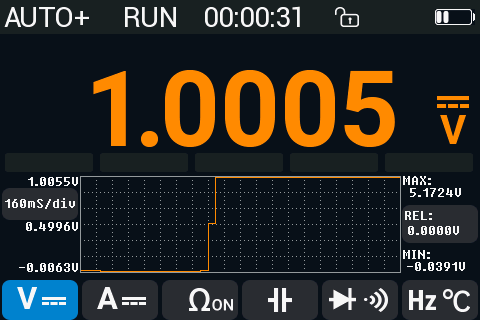 AUTO+ RUN 00:00:31
1.0005 V
1.0055V
160mS/div
0.4996V
-0.0063V
MAX:
5.1724V
REL:
0.0000V
MIN:
-0.0391V
V A ΩON Hz °C